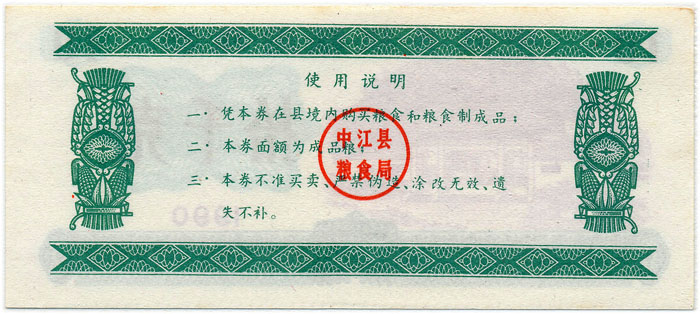 使用说明
一·凭本券在县境内购买粮食和粮食制成品；
二·本券面额为成品粮；
三·本券不准买卖、严禁伪造、涂改无效、遗
失不补。
中江县
粮食局